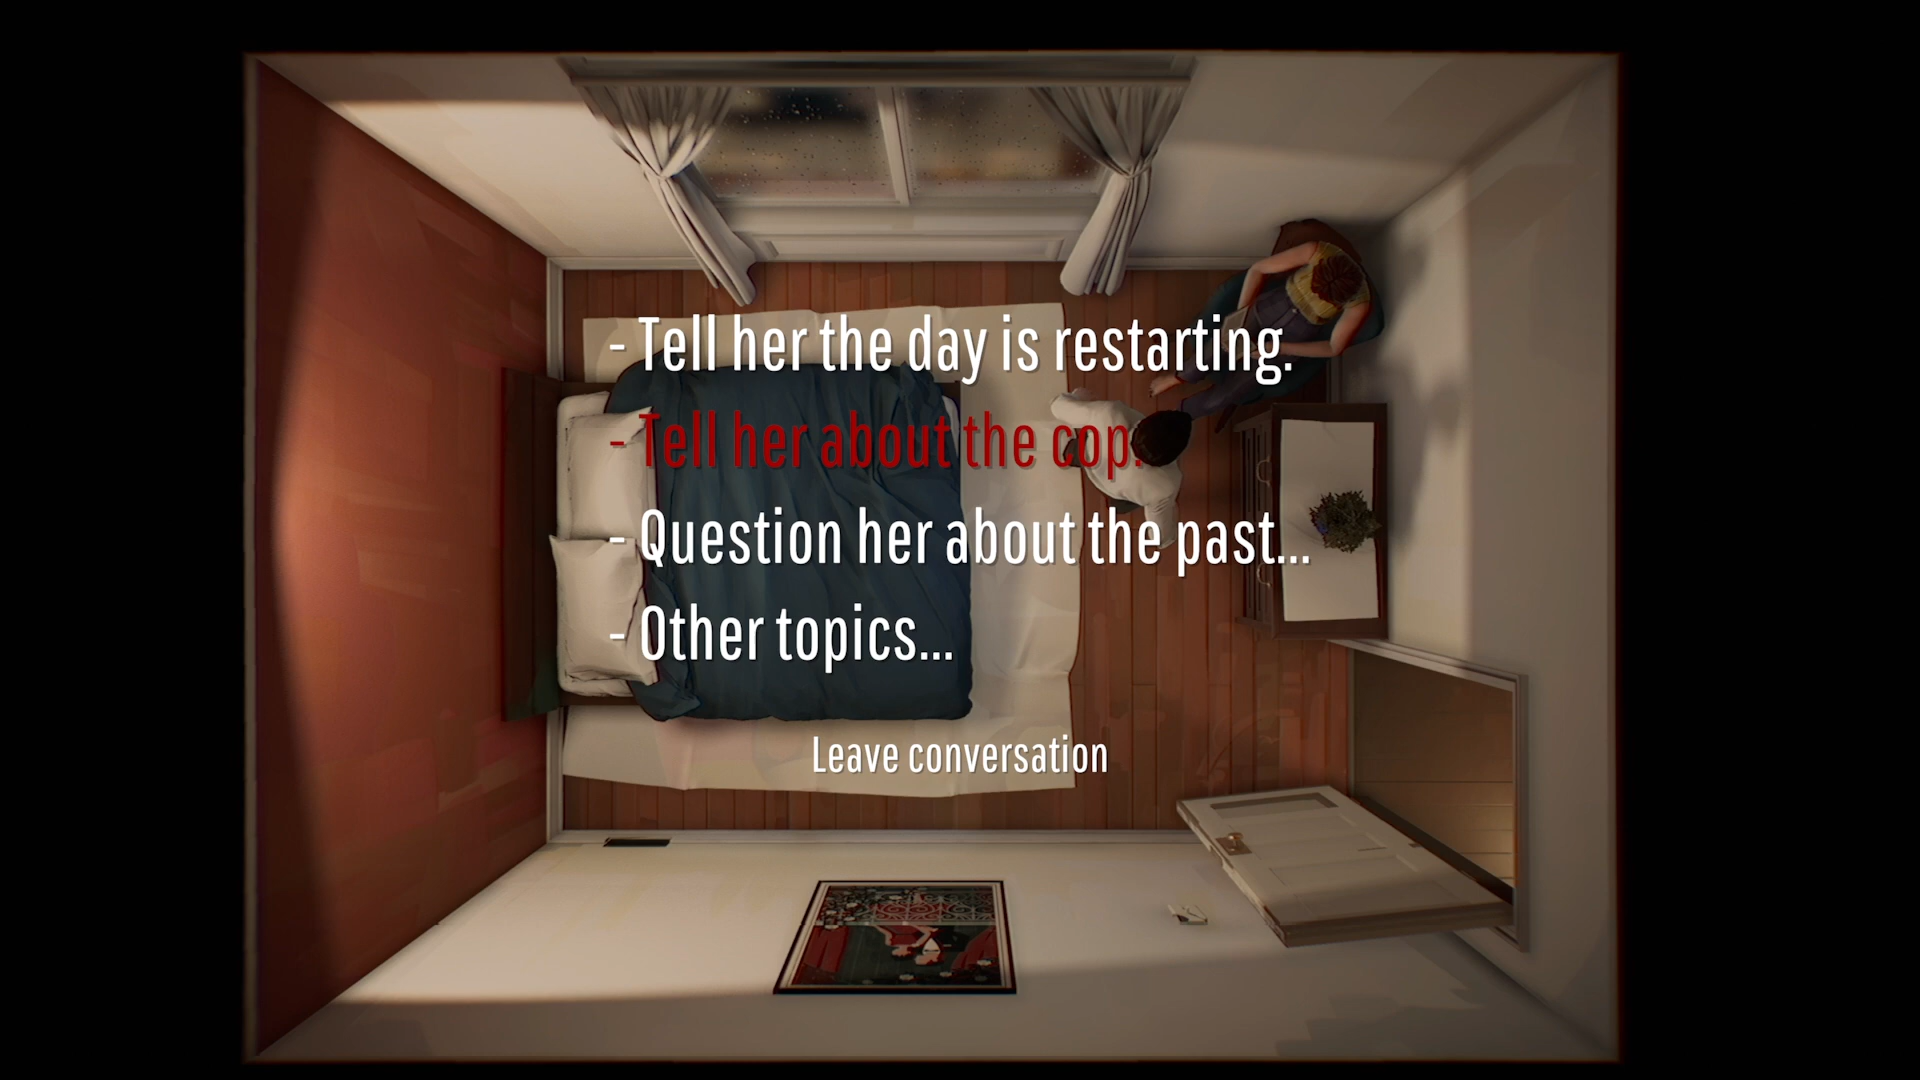 - Tell her the day is restarting.
- Tell her about the cop.
- Question her about the past...
- Other topics...
Leave conversation